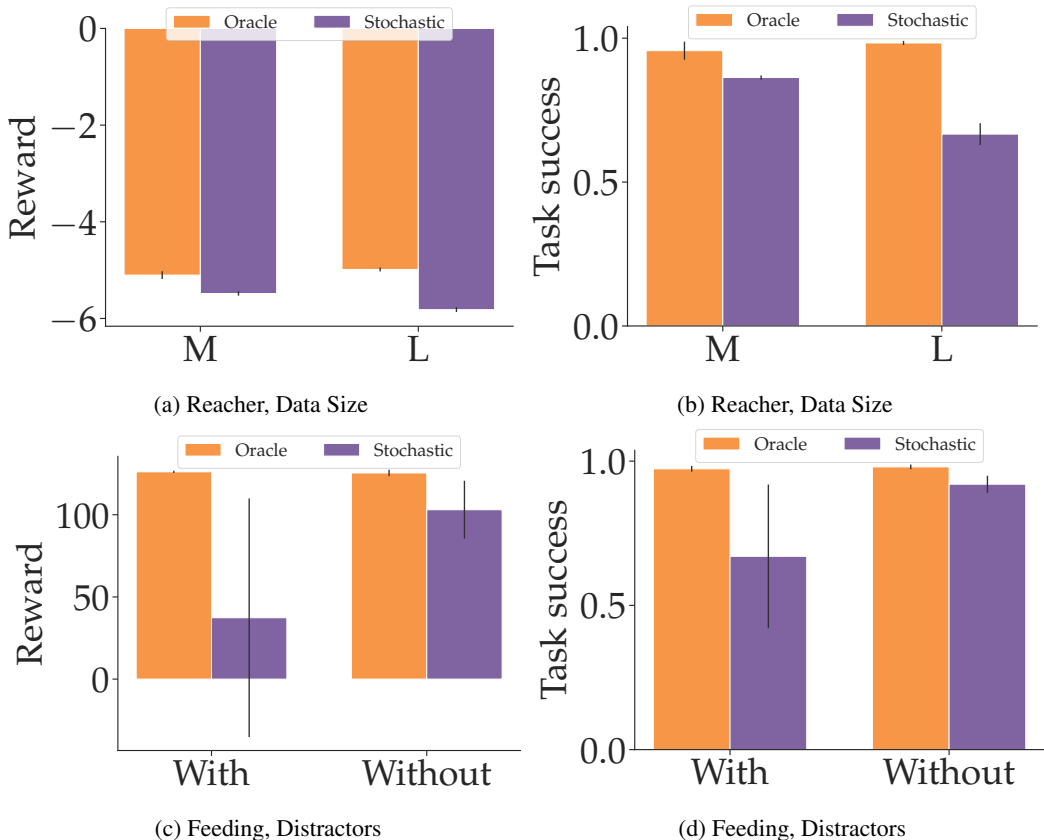 Oracle Stochastic
0
−2
−4
−6
Reward
M L
(a) Reacher, Data Size
Oracle Stochastic
1.0
0.5
0.0
Task success
M L
(b) Reacher, Data Size
Oracle Stochastic
100
50
0
Reward
With Without
(c) Feeding, Distractors
Oracle Stochastic
1.0
0.5
0.0
Task success
With Without
(d) Feeding, Distractors